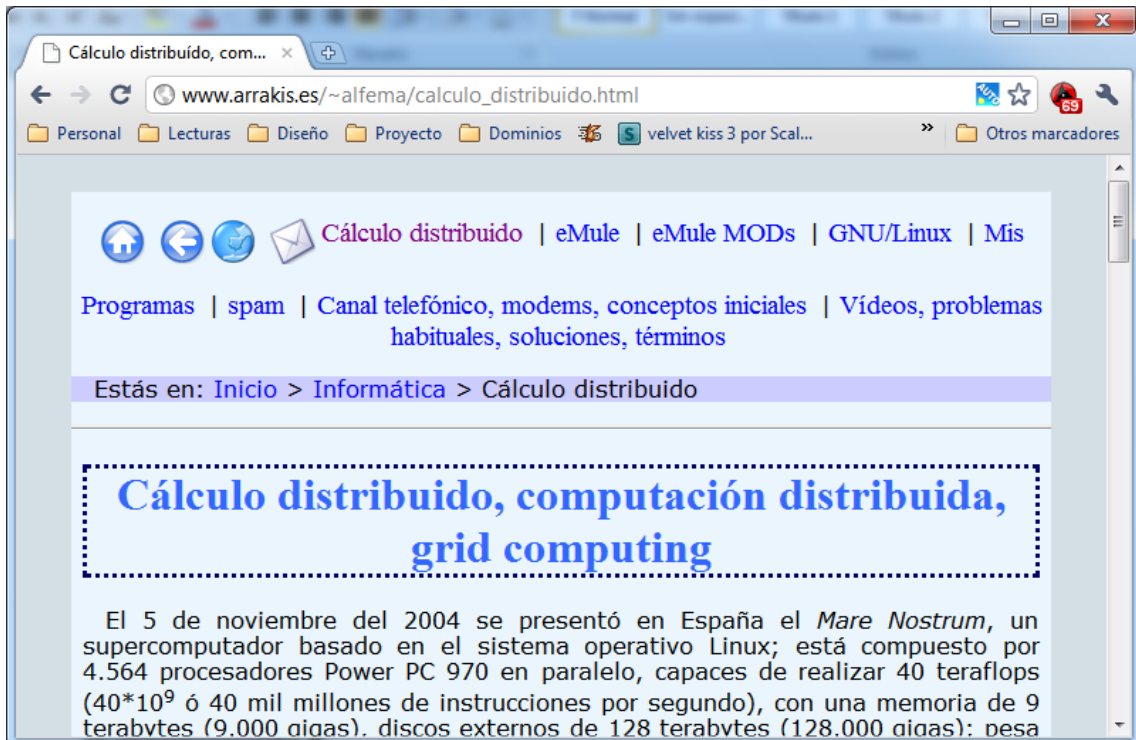 Cálculo distribuído, com...
www.arrakis.es/~alfema/calculo_distribuido.html
69
Personal Lecturas Diseño Proyecto Dominios velvet kiss 3 por Scal... » Otros marcadores
Cálculo distribuido | eMule | eMule MODs | GNU/Linux | Mis
Programas | spam | Canal telefónico, modems, conceptos iniciales | Vídeos, problemas
habituales, soluciones, términos
Estás en: Inicio > Informática > Cálculo distribuido
Cálculo distribuido, computación distribuida,
grid computing
El 5 de noviembre del 2004 se presentó en España el Mare Nostrum, un
supercomputador basado en el sistema operativo Linux; está compuesto por
4.564 procesadores Power PC 970 en paralelo, capaces de realizar 40 teraflops
(40*10⁹ ó 40 mil millones de instrucciones por segundo), con una memoria de 9
terabytes (9.000 gigas), discos externos de 128 terabytes (128.000 gigas); pesa